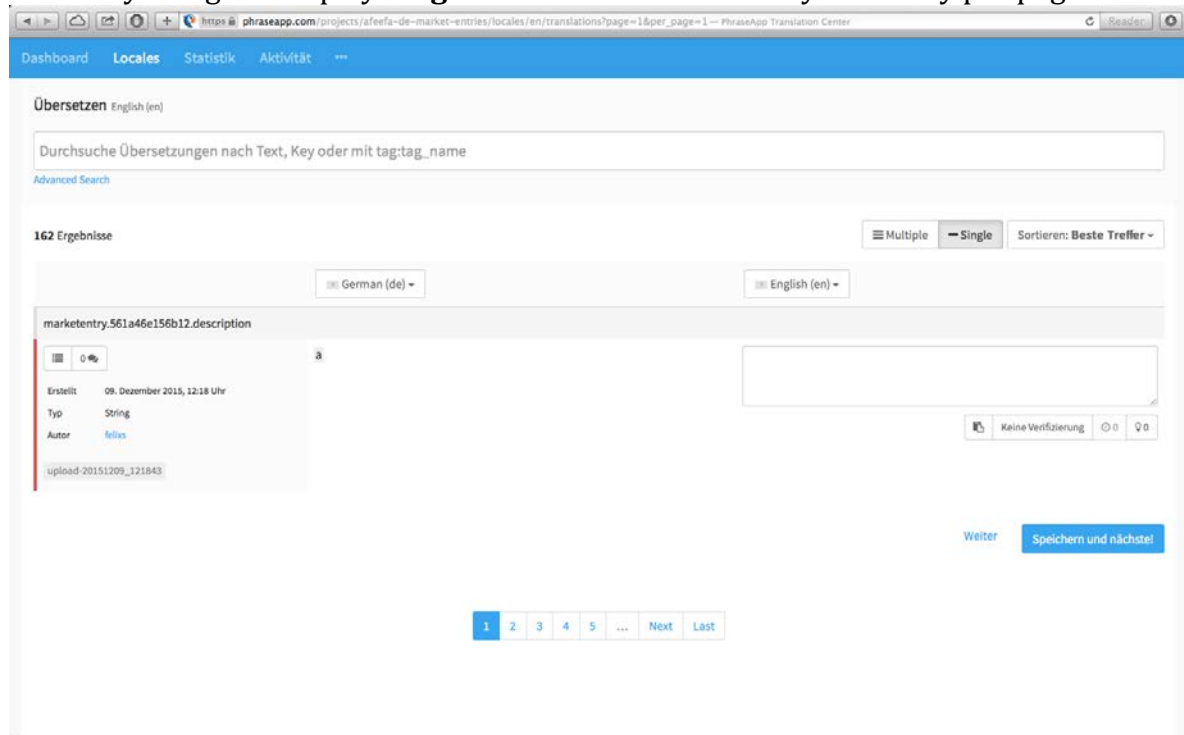 https phraseapp.com/projects/afeefa-de-market-entries/locales/en/translations?page=1&per_page=1 — PhraseApp Translation Center Reader
Dashboard Locales Statistik Aktivität ...
Übersetzen English (en)
Durchsuche Übersetzungen nach Text, Key oder mit tag:tag_name
Advanced Search
162 Ergebnisse Multiple Single Sortieren: Beste Treffer
German (de) English (en)
marketentry.561a46e156b12.description
0 a
Erstellt 09. Dezember 2015, 12:18 Uhr
Typ String
Autor felixs
Keine Verifizierung 0 0
upload-20151209_121843
Weiter Speichern und nächste!
1 2 3 4 5 ... Next Last